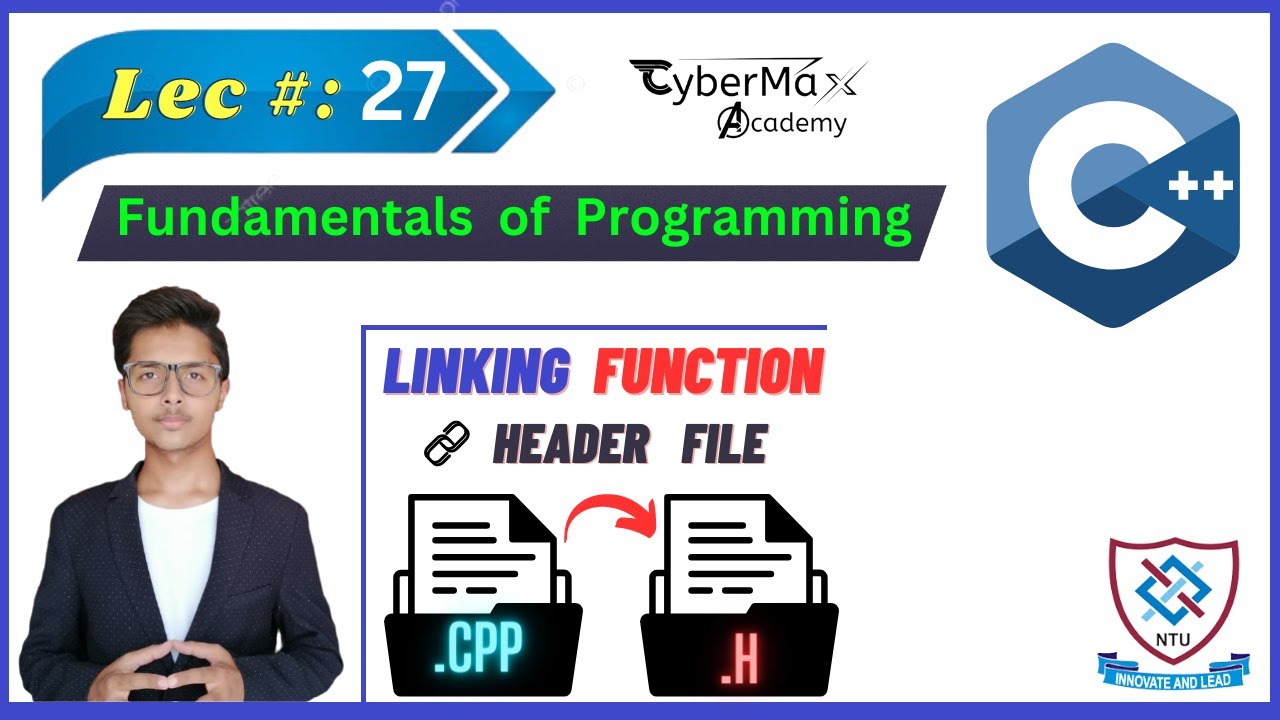 Lec #: 27
CyberMax
Academy
C++
Fundamentals of Programming
LINKING FUNCTION
HEADER FILE
.CPP
.H
NTU
INNOVATE AND LEAD